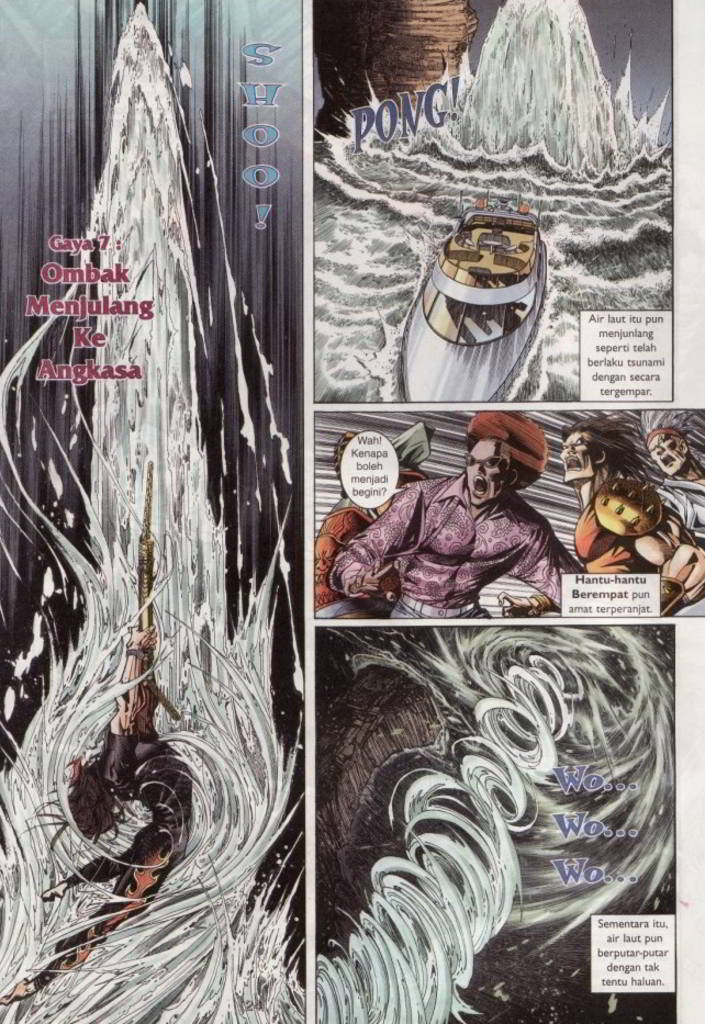 SHOO!
Gaya 7 :
Ombak
Menjulang
Ke
Angkasa
PONG!
Air laut itu pun
menjunlang
seperti telah
berlaku tsunami
dengan secara
tergempar.
Wah!
Kenapa
boleh
menjadi
begini?
Hantu-hantu
Berempat pun
amat terperanjat.
Wo...
Wo...
Wo...
Sementara itu,
air laut pun
berputar-putar
dengan tak
tentu haluan.